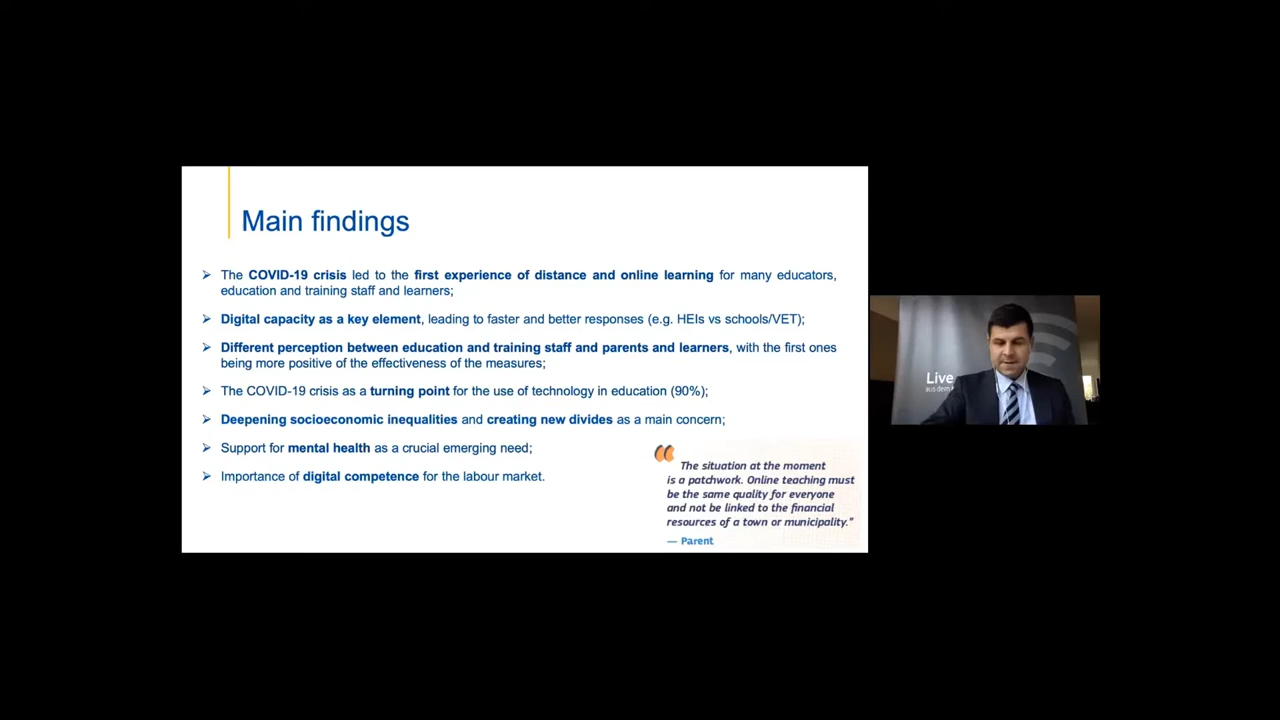 Main findings
➢ The COVID-19 crisis led to the first experience of distance and online learning for many educators,
education and training staff and learners;
➢ Digital capacity as a key element, leading to faster and better responses (e.g. HEIs vs schools/VET);
➢ Different perception between education and training staff and parents and learners, with the first ones
being more positive of the effectiveness of the measures;
➢ The COVID-19 crisis as a turning point for the use of technology in education (90%);
➢ Deepening socioeconomic inequalities and creating new divides as a main concern;
➢ Support for mental health as a crucial emerging need;
➢ Importance of digital competence for the labour market.
“ The situation at the moment
is a patchwork. Online teaching must
be the same quality for everyone
and not be linked to the financial
resources of a town or municipality.”
— Parent
Live
aus dem